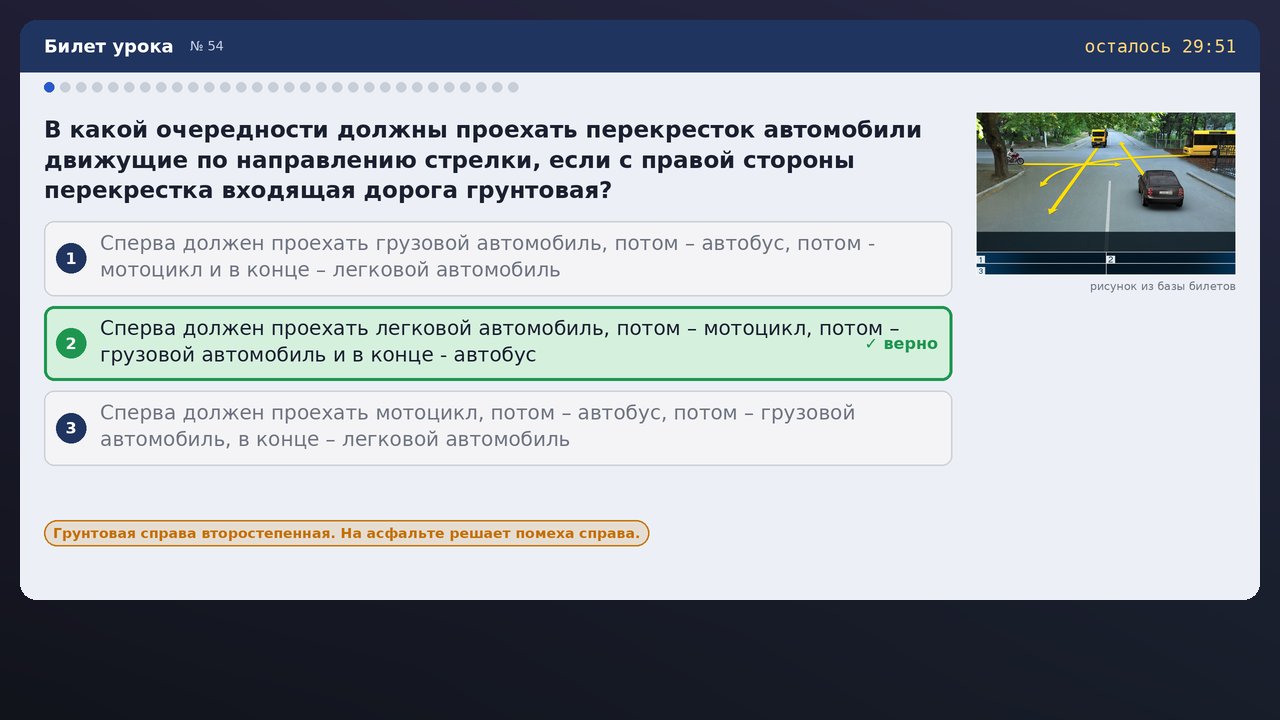 Билет урока № 54
осталось 29:51
В какой очередности должны проехать перекресток автомобили
движущие по направлению стрелки, если с правой стороны
перекрестка входящая дорога грунтовая?
1
Сперва должен проехать грузовой автомобиль, потом – автобус, потом -
мотоцикл и в конце – легковой автомобиль
2
Сперва должен проехать легковой автомобиль, потом – мотоцикл, потом –
грузовой автомобиль и в конце - автобус
✓ верно
3
Сперва должен проехать мотоцикл, потом – автобус, потом – грузовой
автомобиль, в конце – легковой автомобиль
1
2
3
рисунок из базы билетов
Грунтовая справа второстепенная. На асфальте решает помеха справа.